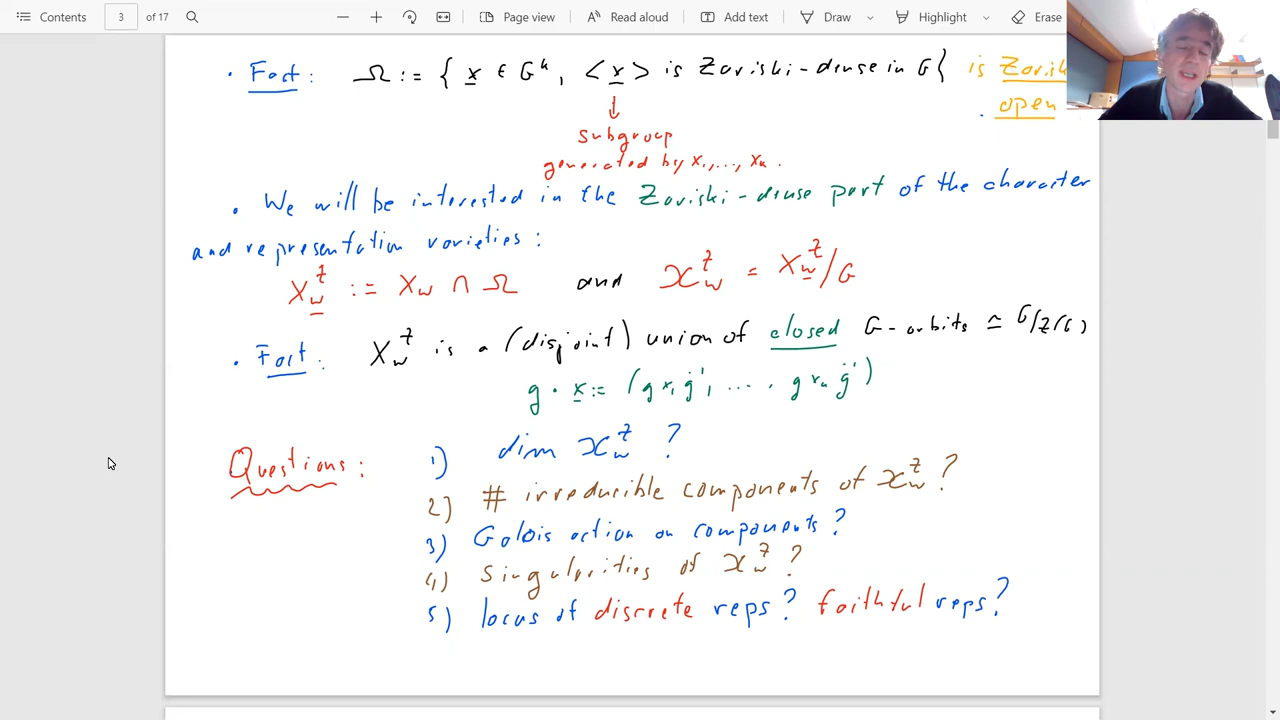 Contents 3 of 17 Page view Read aloud Add text Draw Highlight Erase
• Fact: Ω := { x ∈ G^k, <x> is Zariski-dense in G} is Zariski
open.
↓
subgroup
generated by x₁,..., xₖ.
• We will be interested in the Zariski-dense part of the character
and representation varieties:
X_w^Z := X_w ∩ Ω and 𝒳_w^Z = X_w^Z/G
• Fact: X_w^Z is a (disjoint) union of closed G-orbits ≃ G/Z(G)
g · x := (g x₁ g⁻¹, ..., g xₖ g⁻¹)
Questions: 1) dim 𝒳_w^Z ?
2) # irreducible components of 𝒳_w^Z ?
3) Galois action on components?
4) Singularities of 𝒳_w^Z ?
5) locus of discrete reps? faithful reps?